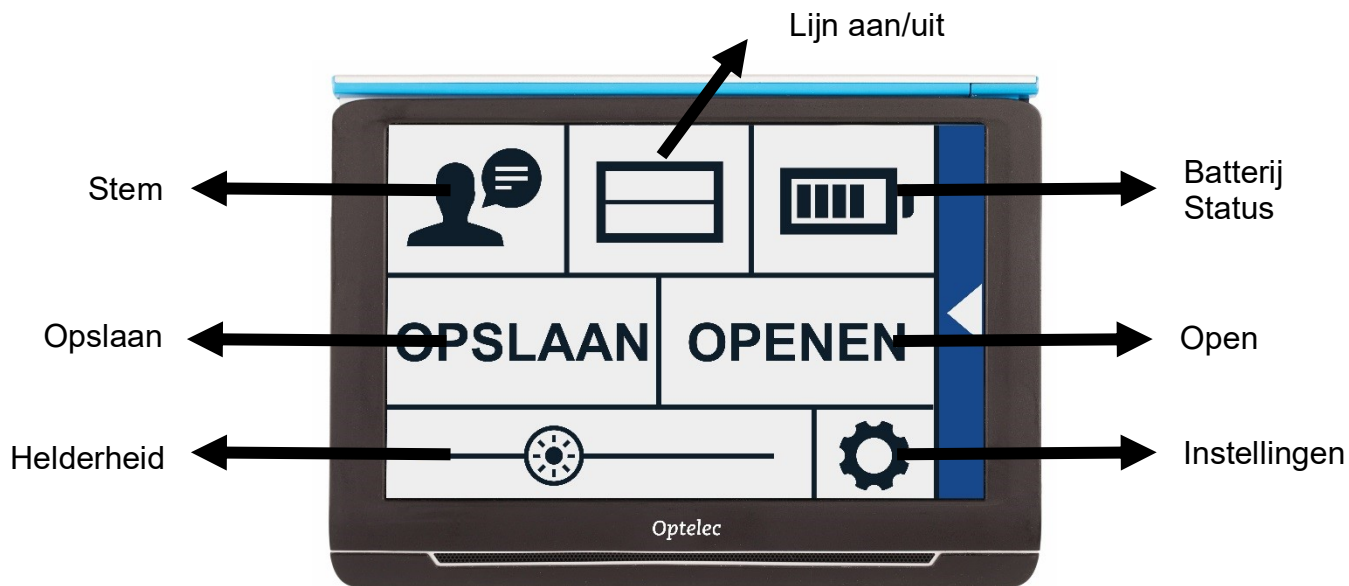 Lijn aan/uit
Stem
Batterij
Status
Opslaan
OPSLAAN
OPENEN
Open
Helderheid
Instellingen
Optelec